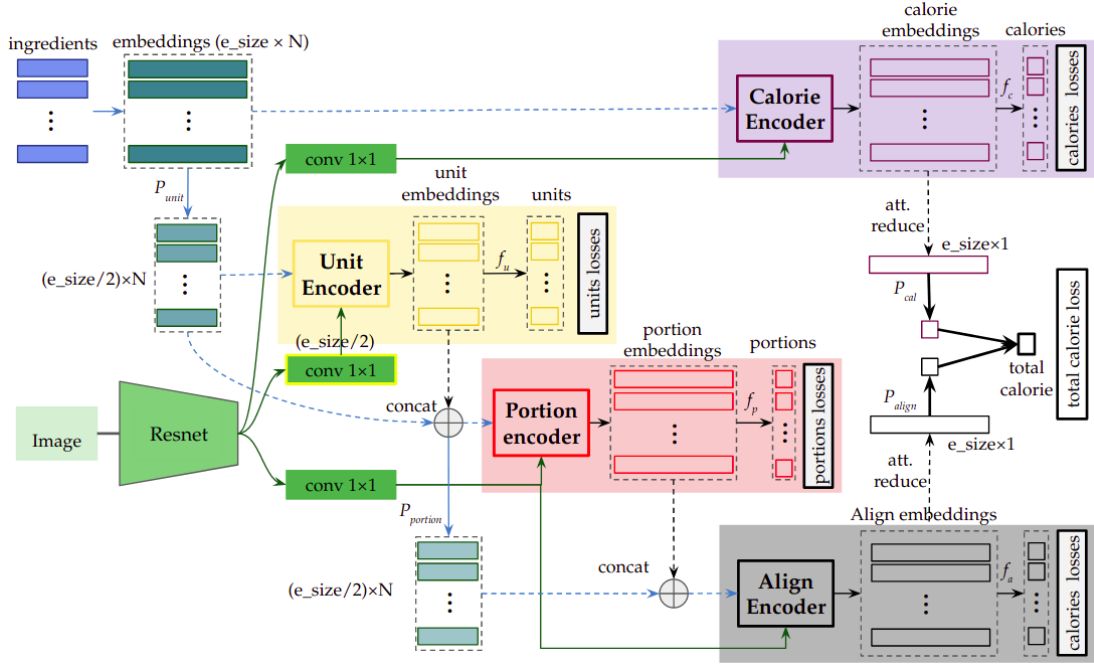 ingredients
embeddings (e_size × N)
calorie
embeddings
calories
Calorie
Encoder
f_c
calories losses
conv 1×1
P_unit
unit
embeddings
units
att.
reduce
e_size×1
(e_size/2)×N
Unit
Encoder
f_u
units losses
P_cal
(e_size/2)
conv 1×1
portion
embeddings
portions
total
calorie
total calorie loss
Image
Resnet
concat
Portion
encoder
f_p
portions losses
P_align
e_size×1
conv 1×1
att.
reduce
P_portion
Align embeddings
(e_size/2)×N
concat
Align
Encoder
f_a
calories losses